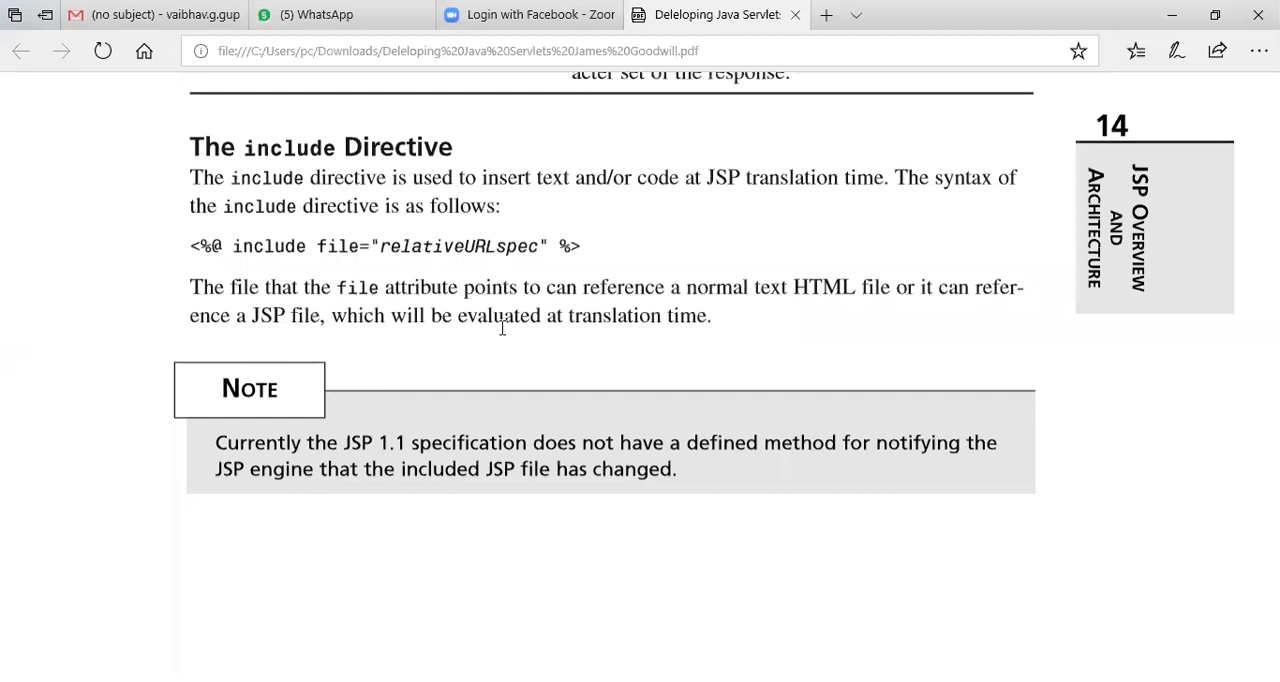 (no subject) - vaibhav.g.gup
(5) WhatsApp
Login with Facebook - Zoor
Deleloping Java Servlet:
file:///C:/Users/pc/Downloads/Deleloping%20Java%20Servlets%20James%20Goodwill.pdf
acter set of the response.
The include Directive
The include directive is used to insert text and/or code at JSP translation time. The syntax of
the include directive is as follows:
<%@ include file="relativeURLspec" %>
The file that the file attribute points to can reference a normal text HTML file or it can refer-
ence a JSP file, which will be evaluated at translation time.
NOTE
Currently the JSP 1.1 specification does not have a defined method for notifying the
JSP engine that the included JSP file has changed.
14
JSP OVERVIEW
AND
ARCHITECTURE